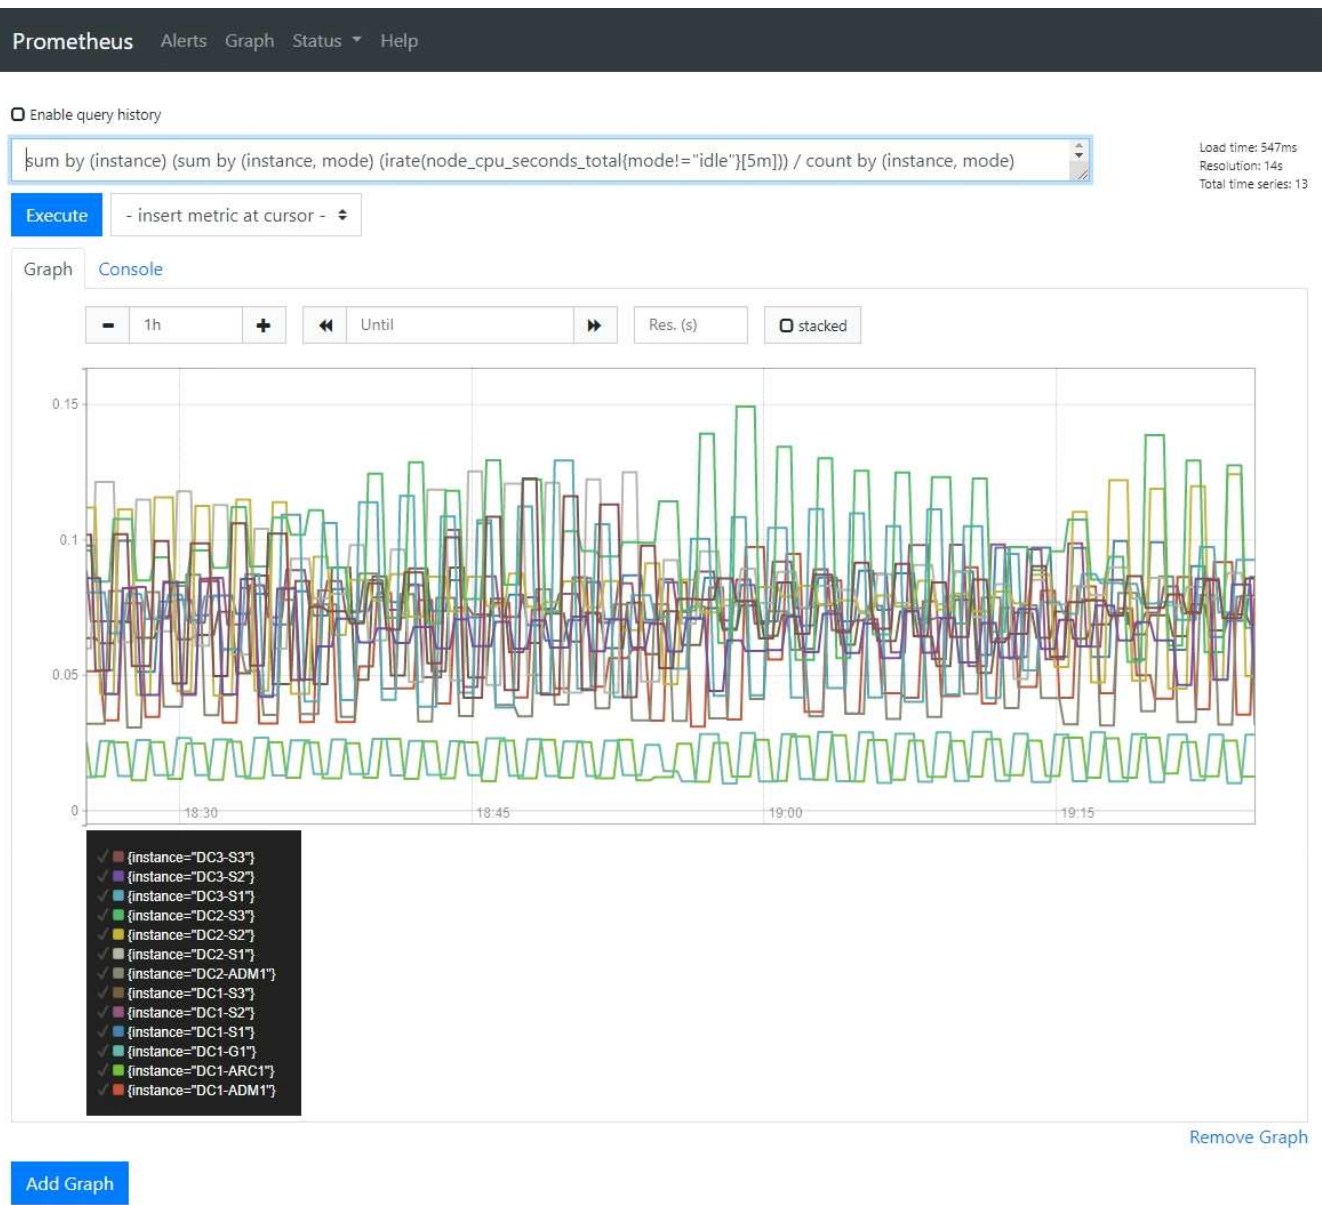 Prometheus Alerts Graph Status Help
Enable query history
sum by (instance) (sum by (instance, mode) (irate(node_cpu_seconds_total{mode!="idle"}[5m])) / count by (instance, mode)
Load time: 547ms
Resolution: 14s
Total time series: 13
Execute - insert metric at cursor -
Graph Console
1h Until Res. (s) stacked
0.15
0.1
0.05
0
18:30 18:45 19:00 19:15
{instance="DC3-S3"}
{instance="DC3-S2"}
{instance="DC3-S1"}
{instance="DC2-S3"}
{instance="DC2-S2"}
{instance="DC2-S1"}
{instance="DC2-ADM1"}
{instance="DC1-S3"}
{instance="DC1-S2"}
{instance="DC1-S1"}
{instance="DC1-G1"}
{instance="DC1-ARC1"}
{instance="DC1-ADM1"}
Remove Graph
Add Graph